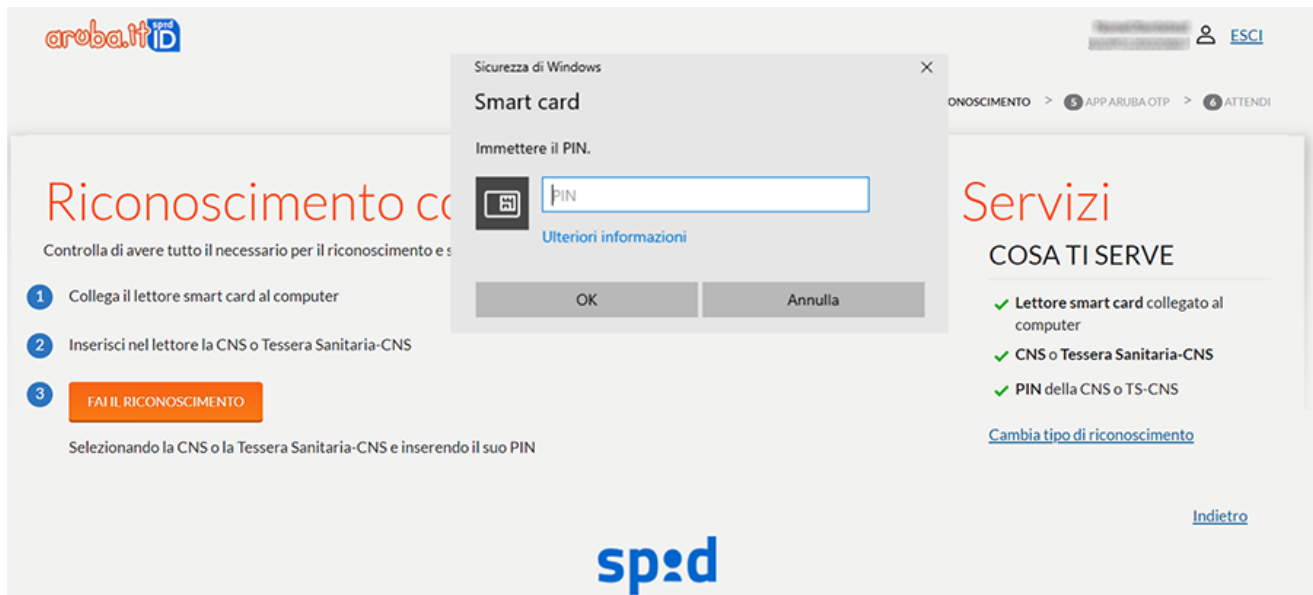 aruba.it spid ID
ESCI
ONOSCIMENTO > 5 APP ARUBA OTP > 6 ATTENDI
Sicurezza di Windows
Smart card
Immettere il PIN.
PIN
Ulteriori informazioni
OK Annulla
Riconoscimento co
Servizi
Controlla di avere tutto il necessario per il riconoscimento e s
1 Collega il lettore smart card al computer
2 Inserisci nel lettore la CNS o Tessera Sanitaria-CNS
3 FAI IL RICONOSCIMENTO
Selezionando la CNS o la Tessera Sanitaria-CNS e inserendo il suo PIN
COSA TI SERVE
Lettore smart card collegato al
computer
CNS o Tessera Sanitaria-CNS
PIN della CNS o TS-CNS
Cambia tipo di riconoscimento
Indietro
spid